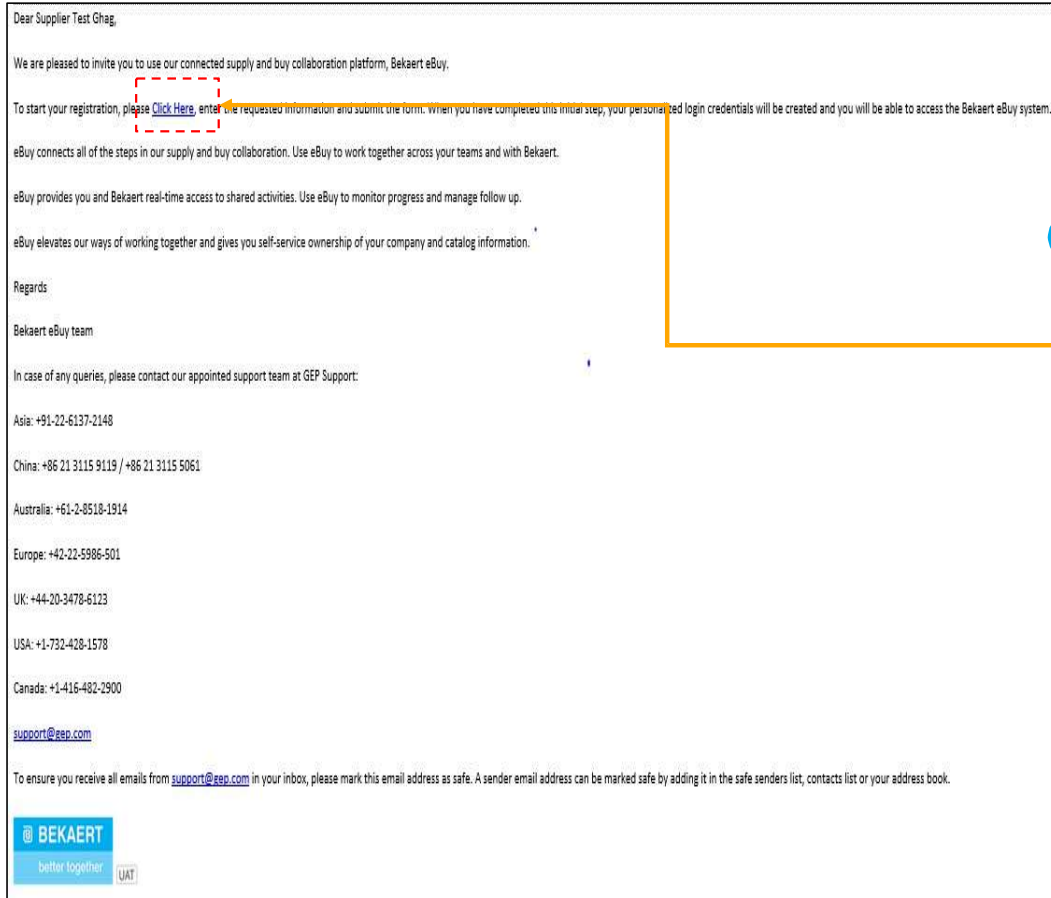 Dear Supplier Test Ghag,
We are pleased to invite you to use our connected supply and buy collaboration platform, Bekaert eBuy.
To start your registration, please Click Here, enter the requested information and submit the form. When you have completed this initial step, your personalized login credentials will be created and you will be able to access the Bekaert eBuy system.
eBuy connects all of the steps in our supply and buy collaboration. Use eBuy to work together across your teams and with Bekaert.
eBuy provides you and Bekaert real-time access to shared activities. Use eBuy to monitor progress and manage follow up.
eBuy elevates our ways of working together and gives you self-service ownership of your company and catalog information.
Regards
Bekaert eBuy team
In case of any queries, please contact our appointed support team at GEP Support:
Asia: +91-22-6137-2148
China: +86 21 3115 9119 / +86 21 3115 5061
Australia: +61-2-8518-1914
Europe: +42-22-5986-501
UK: +44-20-3478-6123
USA: +1-732-428-1578
Canada: +1-416-482-2900
support@gep.com
To ensure you receive all emails from support@gep.com in your inbox, please mark this email address as safe. A sender email address can be marked safe by adding it in the safe senders list, contacts list or your address book.
BEKAERT
better together
UAT